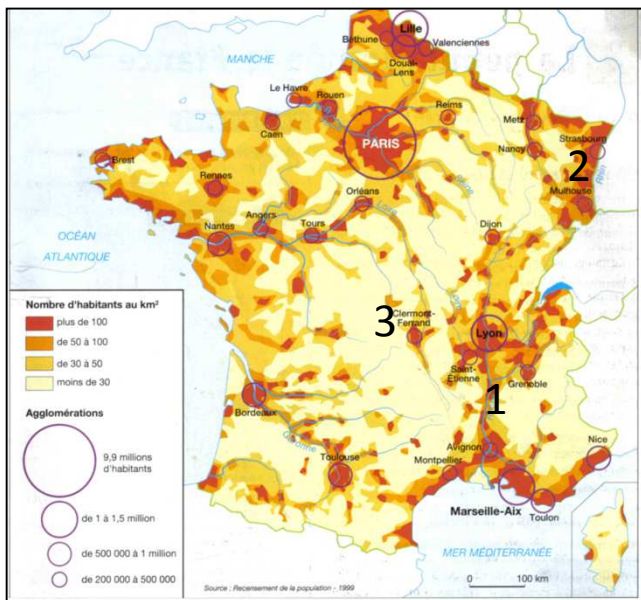 Lille
Béthune
Valenciennes
Douai-
Lens
MANCHE
Le Havre
Rouen
Reims
Caen
PARIS
Metz
Nancy
Strasbourg
2
Rhin
Mulhouse
Brest
Rennes
Seine
Orléans
Loire
Nantes
Angers
Tours
Dijon
OCÉAN
ATLANTIQUE
Nombre d'habitants au km²
plus de 100
de 50 à 100
de 30 à 50
moins de 30
3
Clermont-
Ferrand
Lyon
Saint-
Étienne
Grenoble
1
Bordeaux
Garonne
Toulouse
Avignon
Montpellier
Nice
Marseille-Aix
Toulon
Agglomérations
9,9 millions
d'habitants
de 1 à 1,5 million
de 500 000 à 1 million
de 200 000 à 500 000
Source : Recensement de la population - 1999
MER MÉDITERRANÉE
0 100 km